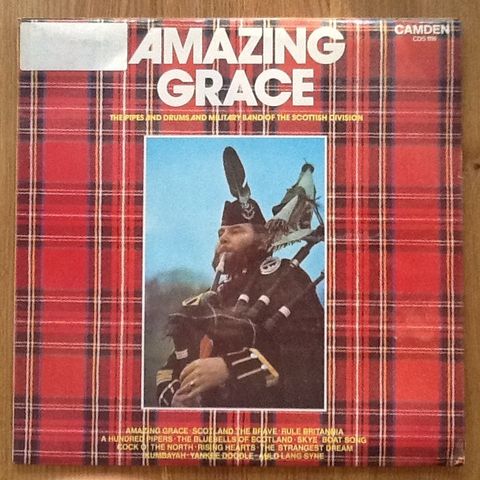 AMAZING
GRACE
CAMDEN
THE PIPES AND DRUMS AND MILITARY BAND OF THE SCOTTISH DIVISION
AMAZING GRACE · SCOTLAND THE BRAVE · RULE BRITANNIA
A HUNDRED PIPERS · THE BLUEBELLS OF SCOTLAND · SKYE BOAT SONG
COCK O' THE NORTH · RISING HEARTS · THE STRANGEST DREAM
KUMBAYAH · YANKEE DOODLE · AULD LANG SYNE